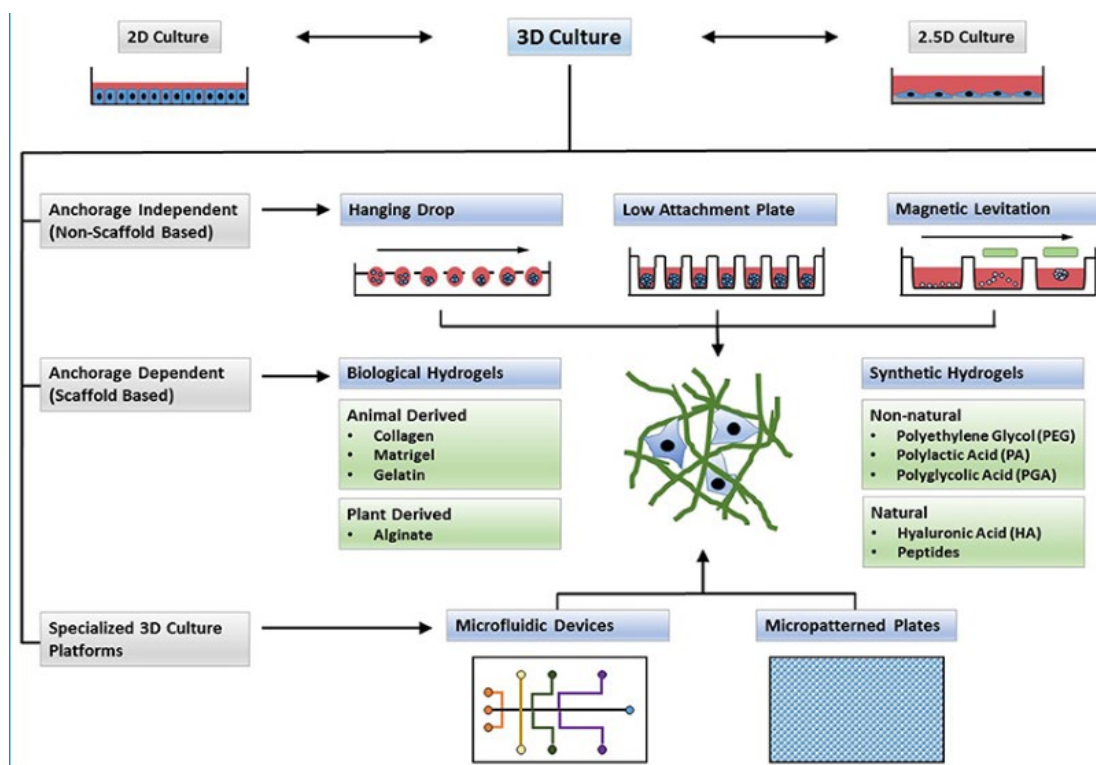 2D Culture
3D Culture
2.5D Culture
Anchorage Independent
(Non-Scaffold Based)
Hanging Drop
Low Attachment Plate
Magnetic Levitation
Anchorage Dependent
(Scaffold Based)
Biological Hydrogels
Animal Derived
• Collagen
• Matrigel
• Gelatin
Plant Derived
• Alginate
Synthetic Hydrogels
Non-natural
• Polyethylene Glycol (PEG)
• Polylactic Acid (PA)
• Polyglycolic Acid (PGA)
Natural
• Hyaluronic Acid (HA)
• Peptides
Specialized 3D Culture
Platforms
Microfluidic Devices
Micropatterned Plates